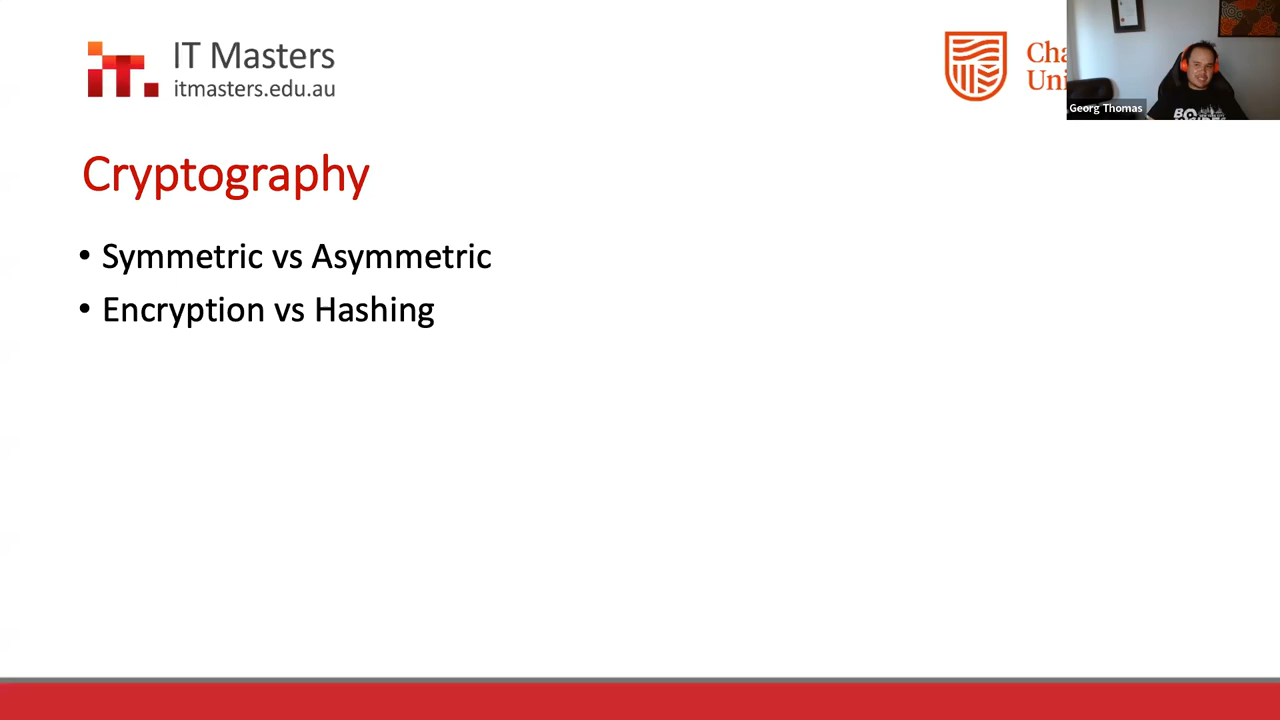 IT Masters
itmasters.edu.au
Georg Thomas
Cryptography
• Symmetric vs Asymmetric
• Encryption vs Hashing